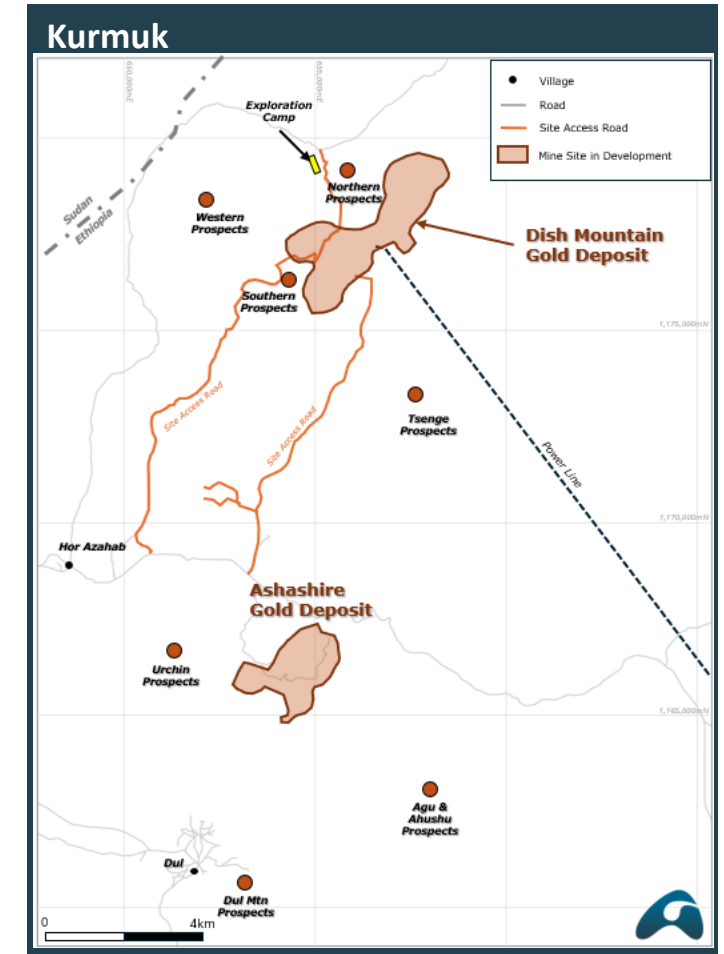 Kurmuk
660,000mE
Village
Road
Site Access Road
Mine Site in Development
Exploration
Camp
Northern
Prospects
Sudan
Ethiopia
Western
Prospects
Dish Mountain
Gold Deposit
Southern
Prospects
1,175,000mN
Site Access Road
Site Access Road
Tsenge
Prospects
Power Line
1,170,000mN
Hor Azahab
Ashashire
Gold Deposit
Urchin
Prospects
1,165,000mN
Agu &
Ahushu
Prospects
Dul
Dul Mtn
Prospects
0
4km